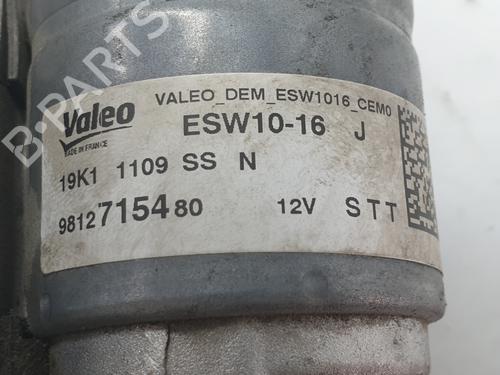 Valeo
MADE IN FRANCE
VALEO_DEM_ESW1016_CEM0
ESW10-16 J
19K1 1109 SS N
9812715480 12V STT
B-PARTS